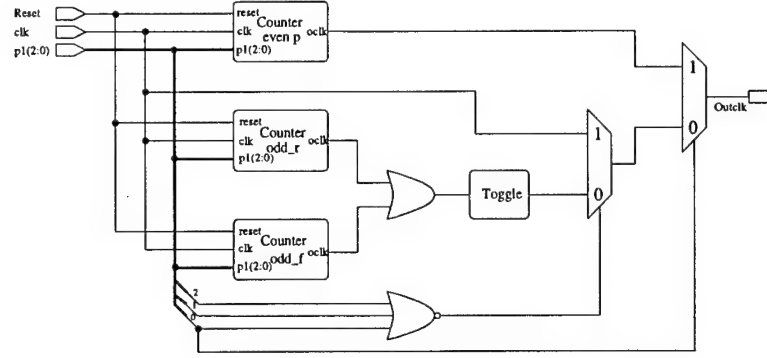 Reset
clk
p1(2:0)
reset
clk
p1(2:0)
Counter
even p
oclk
reset
clk
p1(2:0)
Counter
odd_r
oclk
reset
clk
p1(2:0)
Counter
odd_f
oclk
Toggle
1
0
1
0
Outclk
2
1
0